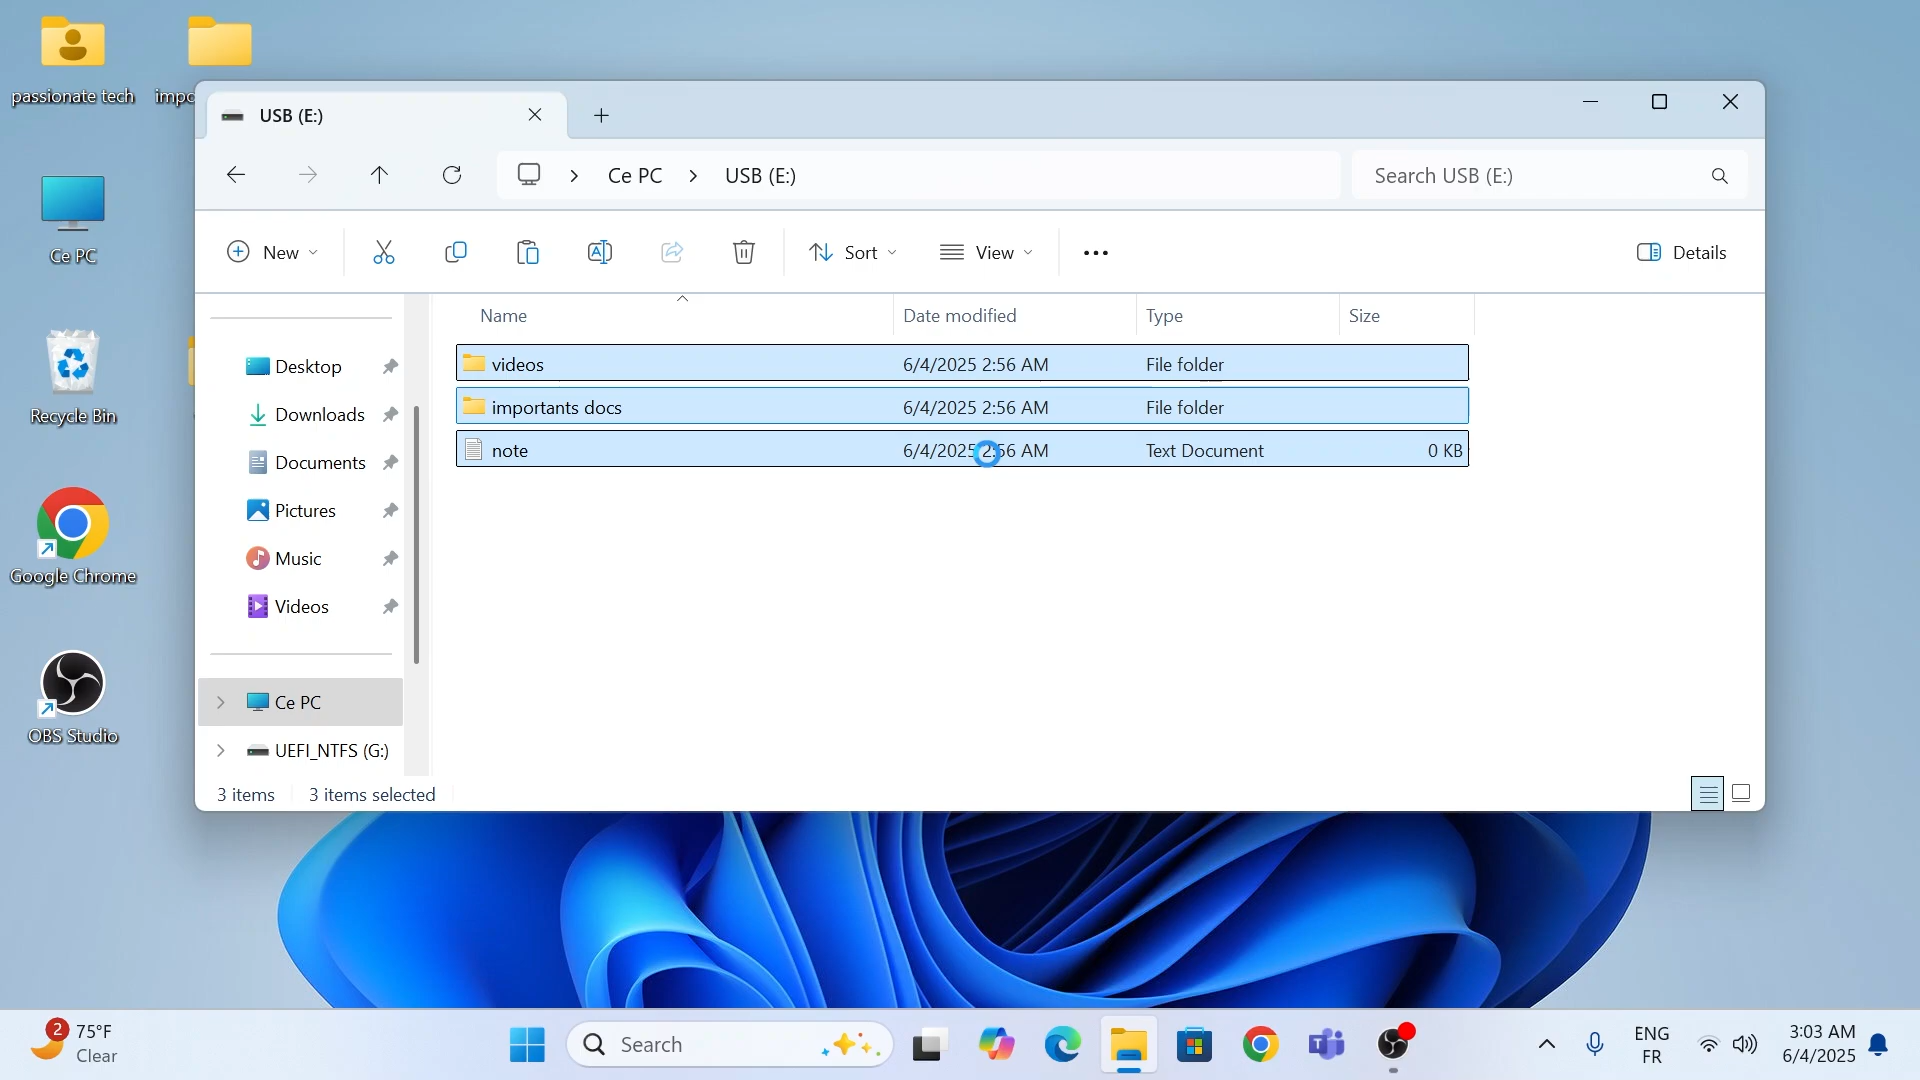 passionate tech
impo
Ce PC
Recycle Bin
Google Chrome
OBS Studio
USB (E:)
Ce PC
USB (E:)
Search USB (E:)
New
Sort
View
Details
Name
Date modified
Type
Size
Desktop
Downloads
Documents
Pictures
Music
Videos
Ce PC
UEFI_NTFS (G:)
videos 6/4/2025 2:56 AM File folder
importants docs 6/4/2025 2:56 AM File folder
note 6/4/2025 2:56 AM Text Document 0 KB
3 items
3 items selected
2
75°F
Clear
Search
ENG
FR
3:03 AM
6/4/2025